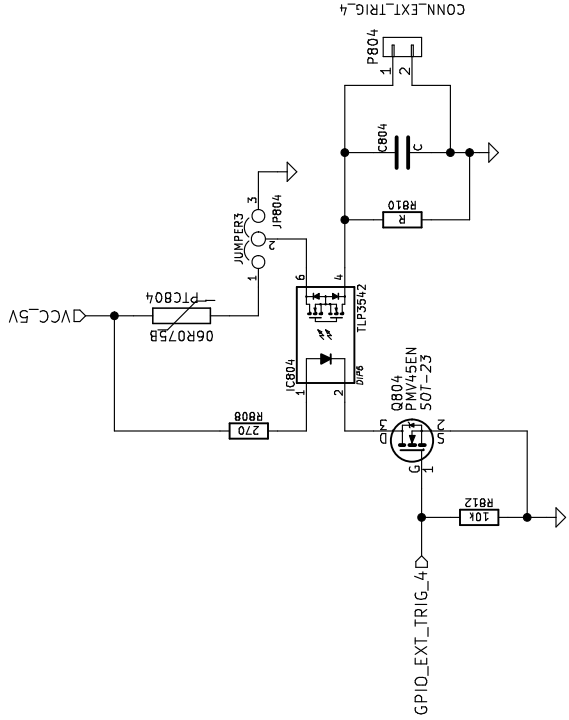 CONN_EXT_TRIG_4
P804
1
2
C804
C
3
JP804
JUMPER3
2
1
R810
R
PTC804
06R075B
VCC_5V
6
4
TLP3542
IC804
DIP6
1
2
R808
270
Q804
PMV45EN
SOT-23
3
D
2
S
G
1
R812
10k
GPIO_EXT_TRIG_4